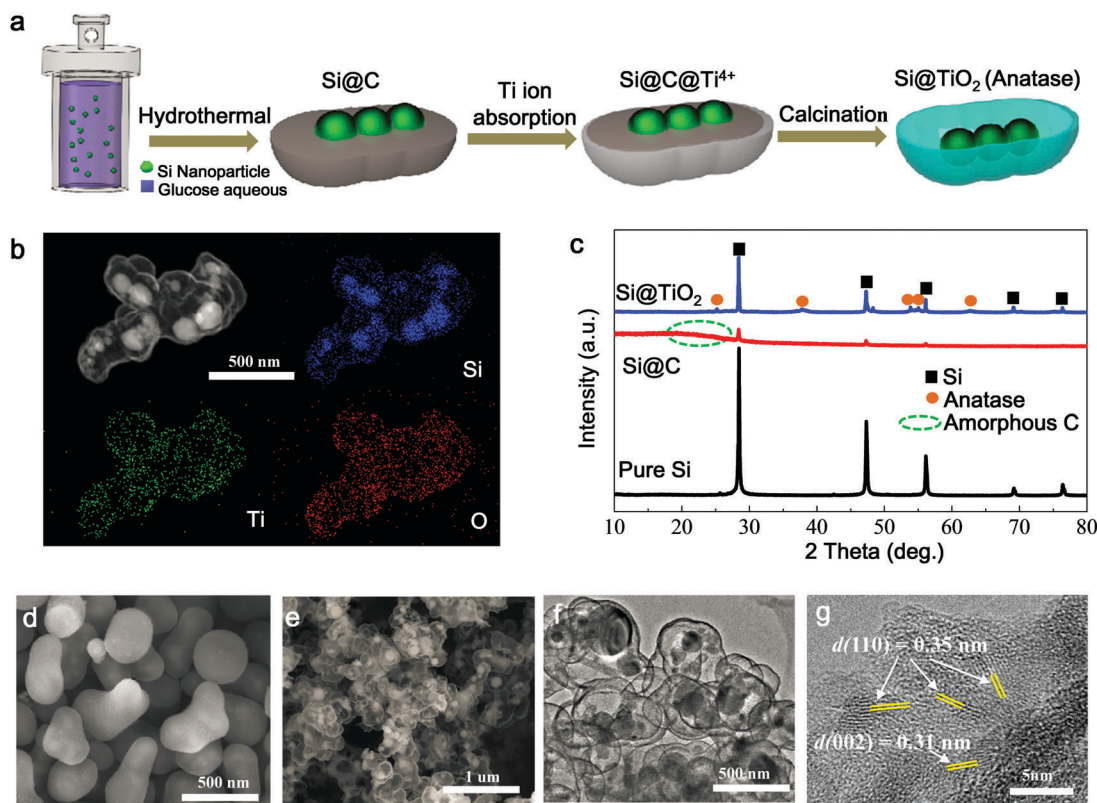 a
Si@C
Si@C@Ti⁴⁺
Si@TiO₂ (Anatase)
Hydrothermal
Ti ion
absorption
Calcination
Si Nanoparticle
Glucose aqueous
b
500 nm
Si
Ti
O
c
Intensity (a.u.)
Si@TiO₂
Si@C
Pure Si
Si
Anatase
Amorphous C
10 20 30 40 50 60 70 80
2 Theta (deg.)
d
500 nm
e
1 um
f
500 nm
g
d(110) = 0.35 nm
d(002) = 0.31 nm
5nm